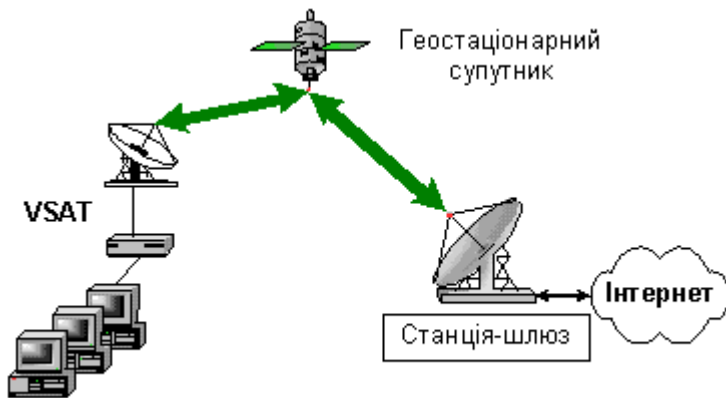 Геостаціонарний
супутник
VSAT
Інтернет
Станція-шлюз